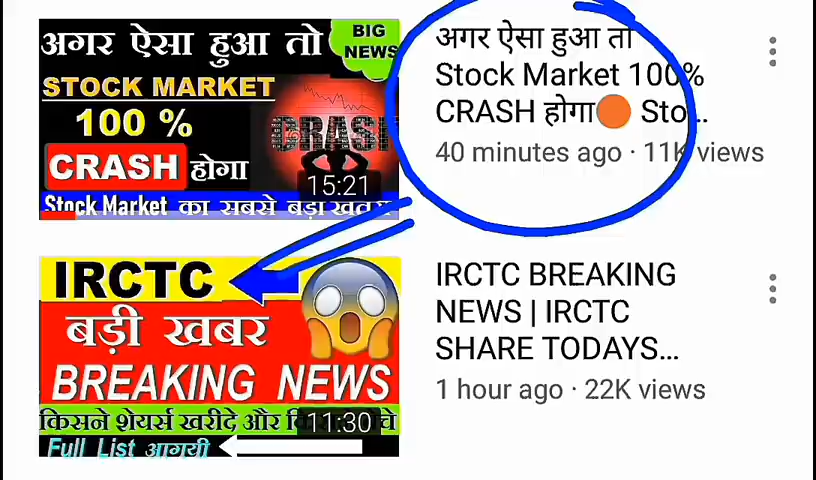 अगर ऐसा हुआ तो
BIG
NEWS
STOCK MARKET
100 %
CRASH होगा
CRASH
15:21
Stock Market का सबसे बड़ा खतरा
अगर ऐसा हुआ तो
Stock Market 100%
CRASH होगा🟠 Sto...
40 minutes ago · 11K views
IRCTC
बड़ी खबर
BREAKING NEWS
किसने शेयर्स खरीदे और
11:30
Full List आगयी
IRCTC BREAKING
NEWS | IRCTC
SHARE TODAYS...
1 hour ago · 22K views